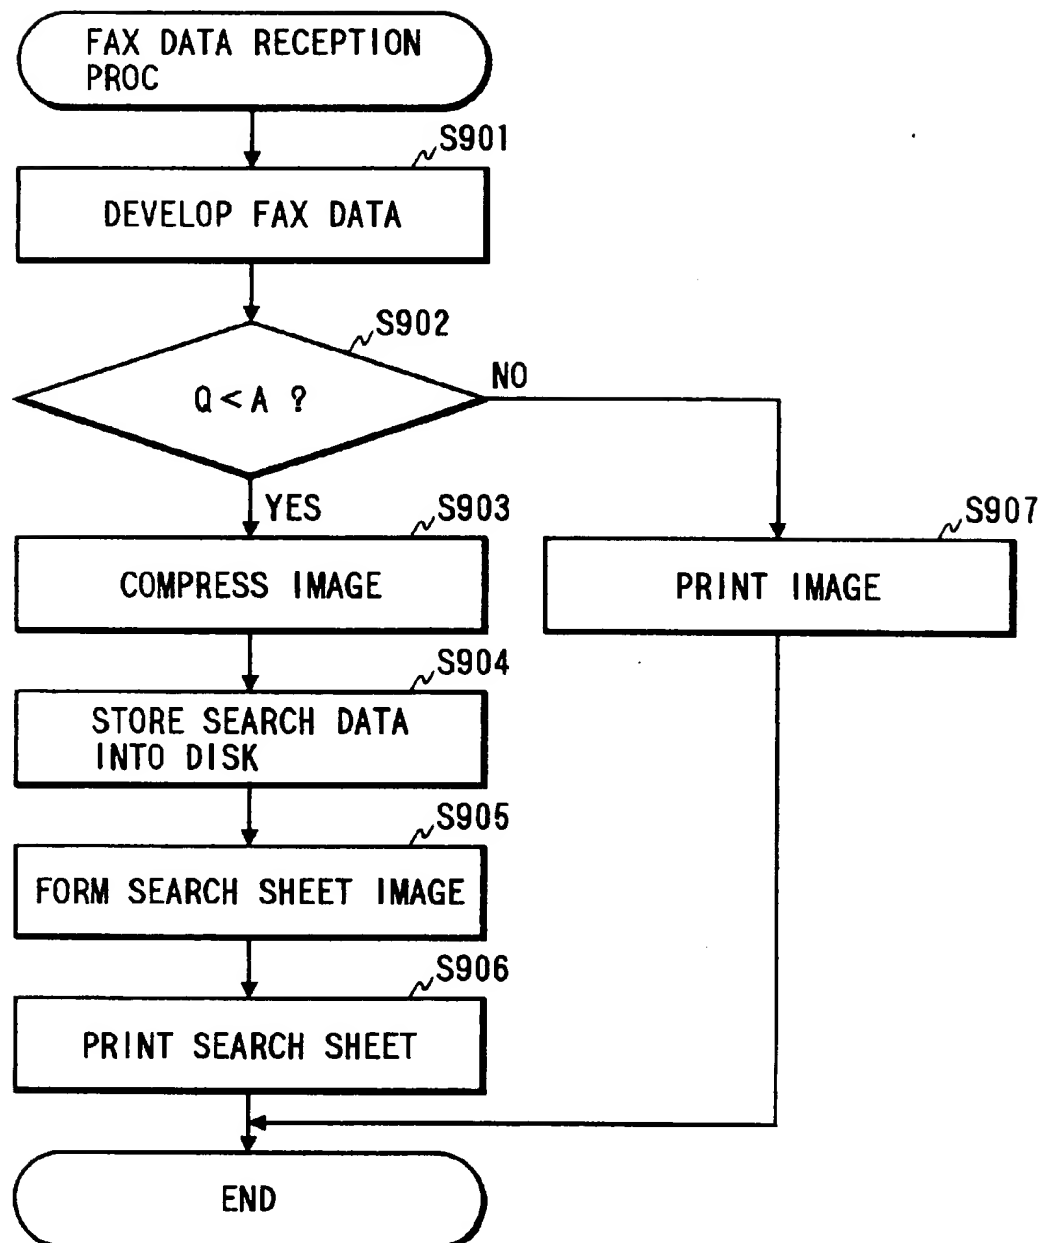 FAX DATA RECEPTION
PROC
S901
DEVELOP FAX DATA
S902
Q<A ?
NO
YES
S903
COMPRESS IMAGE
S907
PRINT IMAGE
S904
STORE SEARCH DATA
INTO DISK
S905
FORM SEARCH SHEET IMAGE
S906
PRINT SEARCH SHEET
END